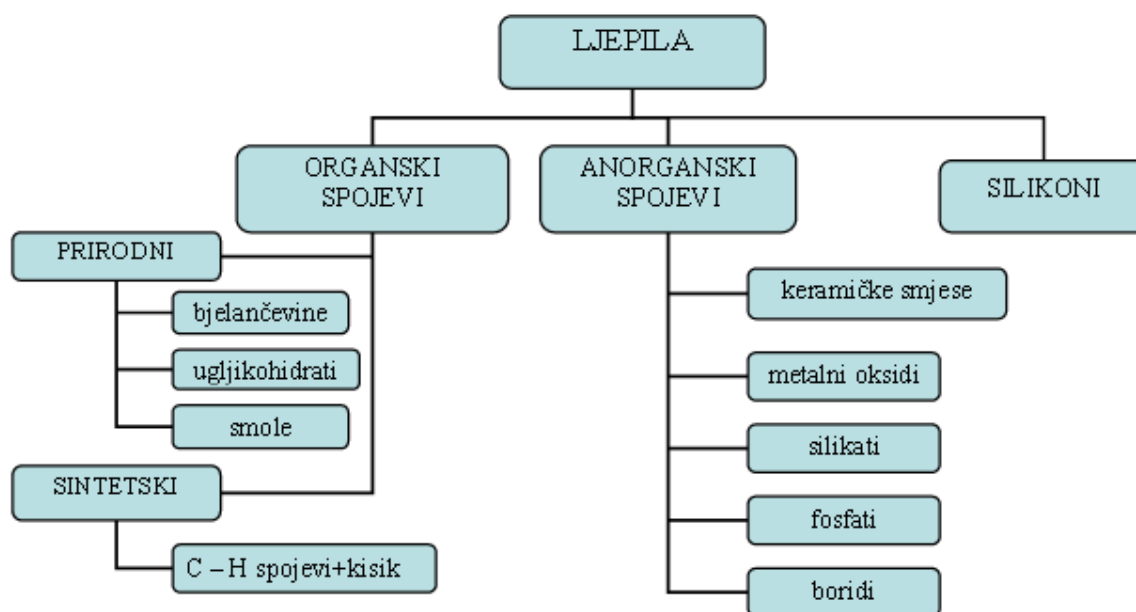 LJEPILA
ORGANSKI
SPOJEVI
ANORGANSKI
SPOJEVI
SILIKONI
PRIRODNI
bjelančevine
ugljikohidrati
smole
SINTETSKI
C – H spojevi+kisik
keramičke smjese
metalni oksidi
silikati
fosfati
boridi